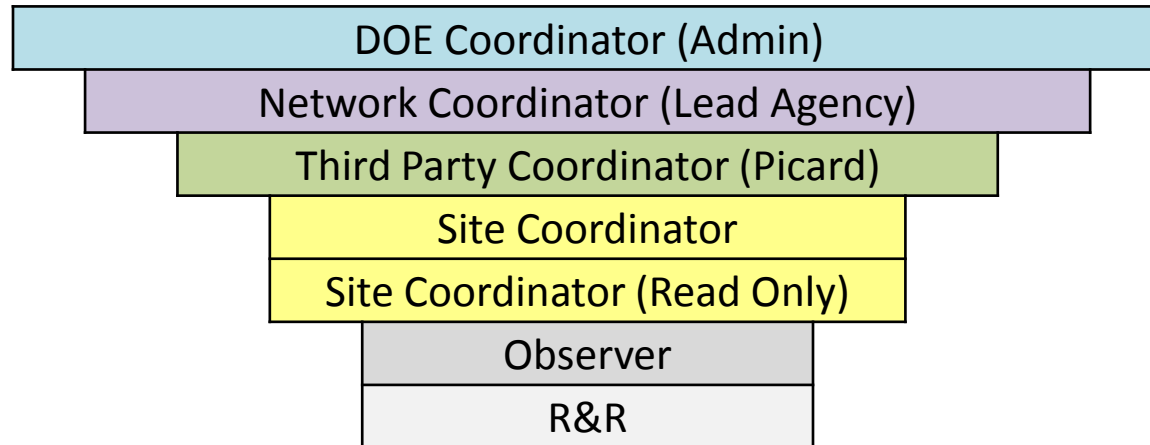 DOE Coordinator (Admin)
Network Coordinator (Lead Agency)
Third Party Coordinator (Picard)
Site Coordinator
Site Coordinator (Read Only)
Observer
R&R